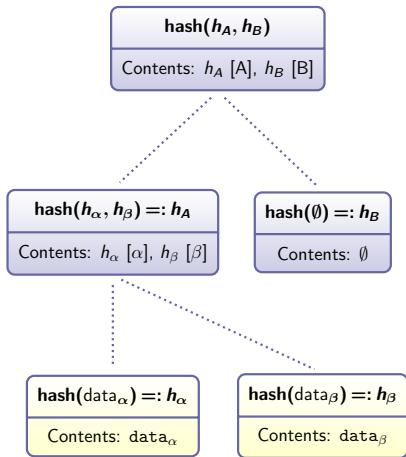 hash(h_A, h_B)
Contents: h_A [A], h_B [B]
hash(h_α, h_β) =: h_A
Contents: h_α [α], h_β [β]
hash(∅) =: h_B
Contents: ∅
hash(data_α) =: h_α
Contents: data_α
hash(data_β) =: h_β
Contents: data_β